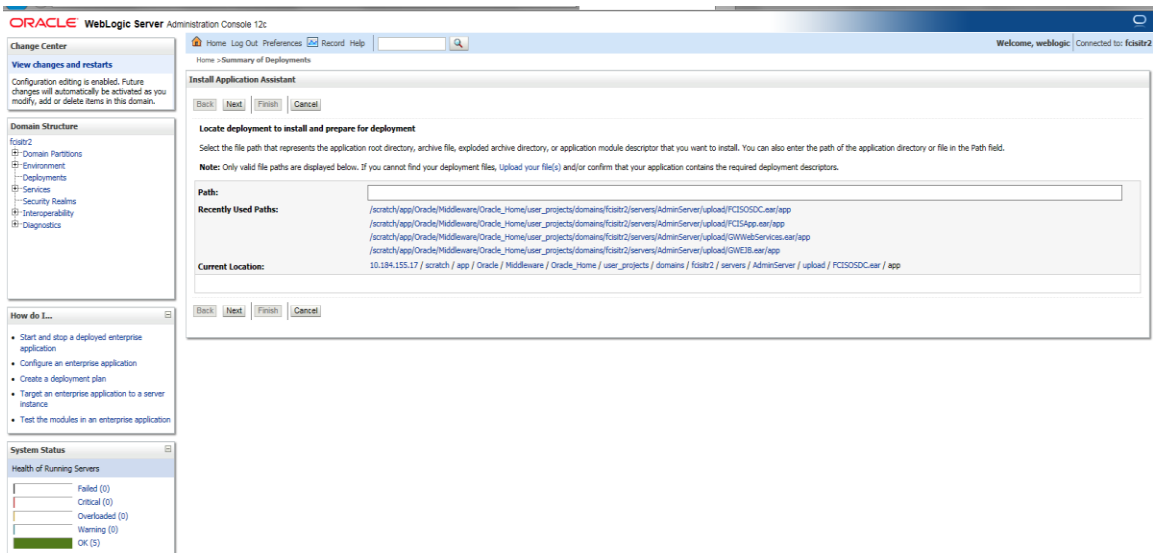 ORACLE WebLogic Server Administration Console 12c
Change Center
View changes and restarts
Configuration editing is enabled. Future
changes will automatically be activated as you
modify, add or delete items in this domain.
Domain Structure
fcisitr2
Domain Partitions
Environment
Deployments
Services
Security Realms
Interoperability
Diagnostics
How do I...
Start and stop a deployed enterprise
application
Configure an enterprise application
Create a deployment plan
Target an enterprise application to a server
instance
Test the modules in an enterprise application
System Status
Health of Running Servers
Failed (0)
Critical (0)
Overloaded (0)
Warning (0)
OK (5)
Home Log Out Preferences Record Help
Welcome, weblogic Connected to: fcisitr2
Home >Summary of Deployments
Install Application Assistant
Back Next Finish Cancel
Locate deployment to install and prepare for deployment
Select the file path that represents the application root directory, archive file, exploded archive directory, or application module descriptor that you want to install. You can also enter the path of the application directory or file in the Path field.
Note: Only valid file paths are displayed below. If you cannot find your deployment files, Upload your file(s) and/or confirm that your application contains the required deployment descriptors.
Path:
Recently Used Paths: /scratch/app/Oracle/Middleware/Oracle_Home/user_projects/domains/fcisitr2/servers/AdminServer/upload/FCISOSDC.ear/app
/scratch/app/Oracle/Middleware/Oracle_Home/user_projects/domains/fcisitr2/servers/AdminServer/upload/FCISApp.ear/app
/scratch/app/Oracle/Middleware/Oracle_Home/user_projects/domains/fcisitr2/servers/AdminServer/upload/GWWebServices.ear/app
/scratch/app/Oracle/Middleware/Oracle_Home/user_projects/domains/fcisitr2/servers/AdminServer/upload/GWEJB.ear/app
Current Location: 10.184.155.17 / scratch / app / Oracle / Middleware / Oracle_Home / user_projects / domains / fcisitr2 / servers / AdminServer / upload / FCISOSDC.ear / app
Back Next Finish Cancel